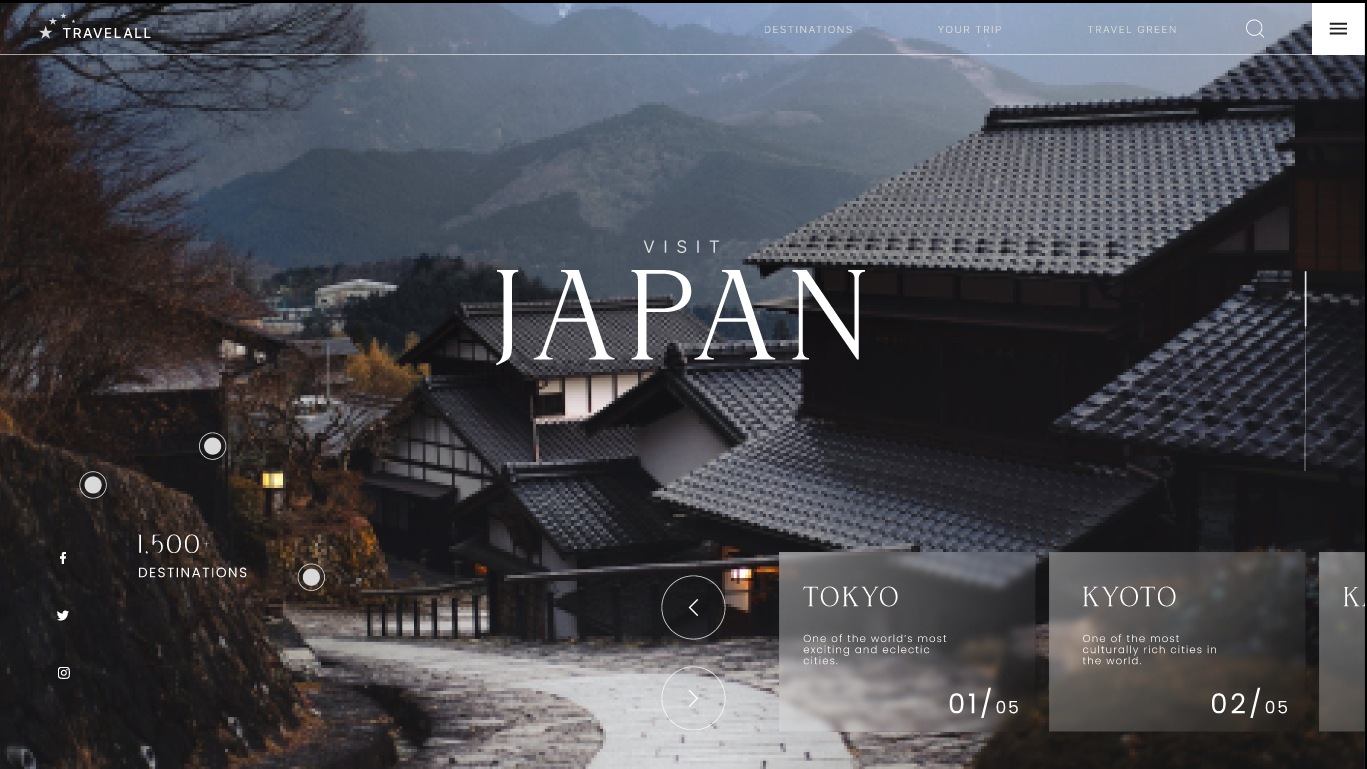 TRAVELALL
DESTINATIONS
YOUR TRIP
TRAVEL GREEN
VISIT
JAPAN
1.500+
DESTINATIONS
TOKYO
One of the world's most
exciting and eclectic
cities.
01/05
KYOTO
One of the most
culturally rich cities in
the world.
02/05
K.